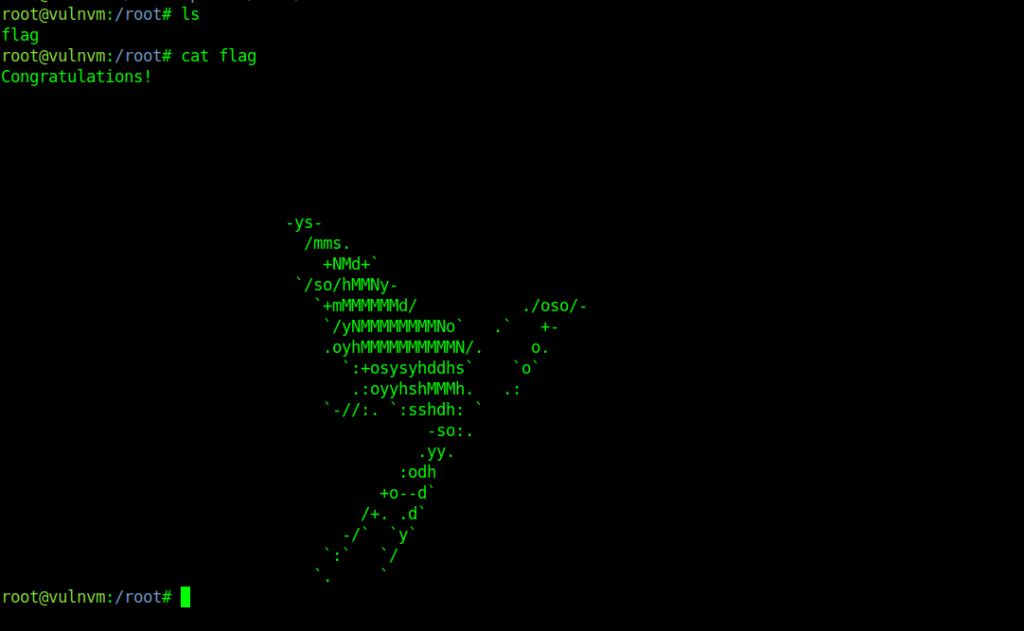 root@vulnvm:/root# ls
flag
root@vulnvm:/root# cat flag
Congratulations!
                              -ys-
                                /mms.
                                  +NMd+`
                               `/so/hMMNy-
                                 `+mMMMMMMd/           ./oso/-
                                  `/yNMMMMMMMMNo`   .`   +-
                                  .oyhMMMMMMMMMMN/.     o.
                                    `:+osysyhddhs`    `o`
                                     .:oyyhshMMMh.   .:
                                  `-//:. `:sshdh: `
                                             -so:.
                                            .yy.
                                          :odh
                                        +o--d`
                                      /+. .d`
                                    -/`  `y`
                                  `:`   `/
                                 `.     `
root@vulnvm:/root#